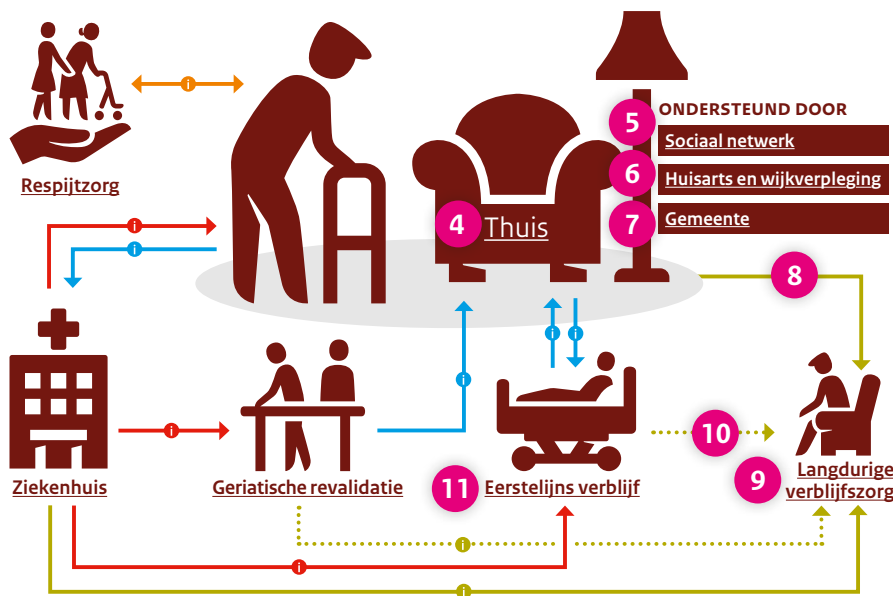 ONDERSTEUND DOOR
5
Sociaal netwerk
6
Huisarts en wijkverpleging
7
Gemeente
Respijtzorg
4
Thuis
8
i
i
i
i
i
i
i
10
Ziekenhuis
Geriatische revalidatie
11
Eerstelijns verblijf
9
Langdurige
verblijfszorg
i
i
i